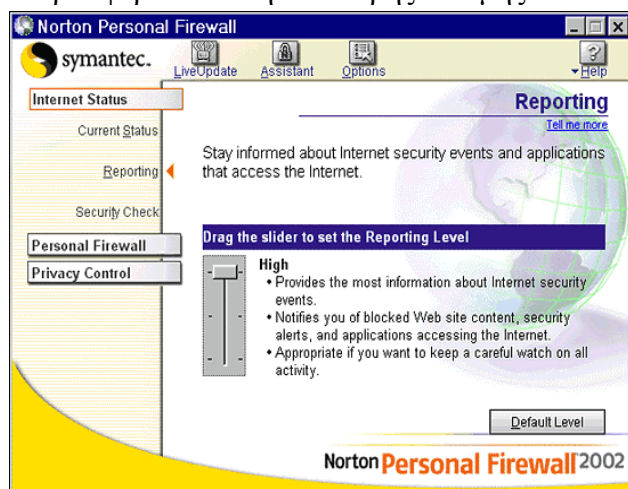 Norton Personal Firewall
symantec.
LiveUpdate Assistant Options Help
Internet Status
Current Status
Reporting
Security Check
Personal Firewall
Privacy Control
Reporting
Tell me more
Stay informed about Internet security events and applications
that access the Internet.
Drag the slider to set the Reporting Level
High
• Provides the most information about Internet security
events.
• Notifies you of blocked Web site content, security
alerts, and applications accessing the Internet.
• Appropriate if you want to keep a careful watch on all
activity.
Default Level
Norton Personal Firewall 2002